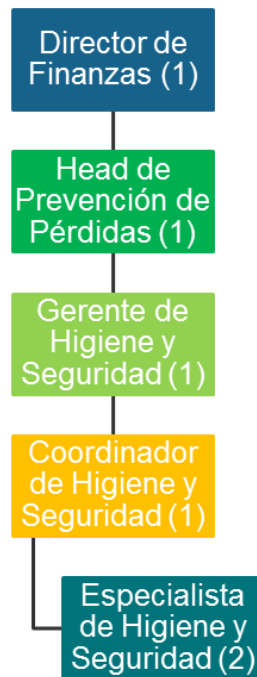 Director de
Finanzas (1)
Head de
Prevención de
Pérdidas (1)
Gerente de
Higiene y
Seguridad (1)
Coordinador
de Higiene y
Seguridad (1)
Especialista
de Higiene y
Seguridad (2)